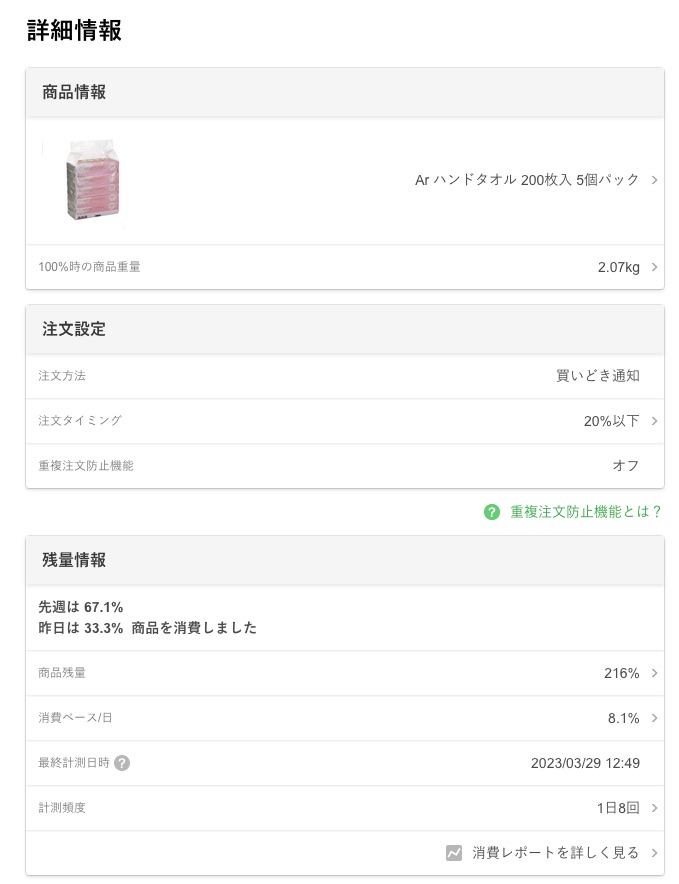 詳細情報
商品情報
Ar ハンドタオル 200枚入 5個パック
100%時の商品重量 2.07kg
注文設定
注文方法 買いどき通知
注文タイミング 20%以下
重複注文防止機能 オフ
? 重複注文防止機能とは？
残量情報
先週は 67.1%
昨日は 33.3% 商品を消費しました
商品残量 216%
消費ペース/日 8.1%
最終計測日時 ? 2023/03/29 12:49
計測頻度 1日8回
消費レポートを詳しく見る